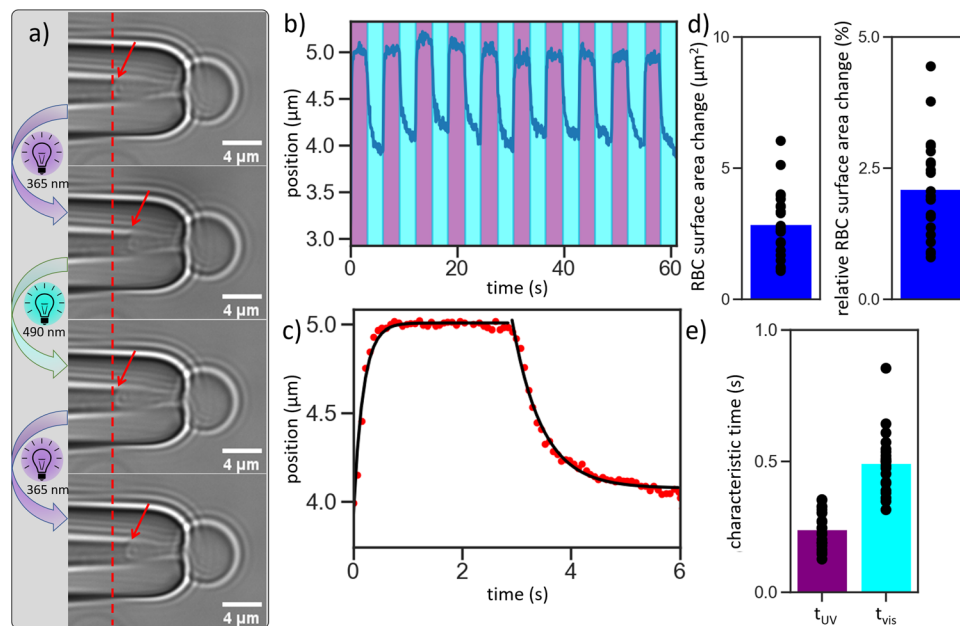 a)
365 nm
490 nm
365 nm
4 µm
4 µm
4 µm
4 µm
b)
position (µm)
5.0
4.5
4.0
3.5
3.0
0
20
40
60
time (s)
c)
position (µm)
5.0
4.5
4.0
0
2
4
6
time (s)
d)
RBC surface area change (µm²)
10
5
0
relative RBC surface area change (%)
5.0
2.5
0.0
e)
characteristic time (s)
1.0
0.5
0.0
tUV
tvis